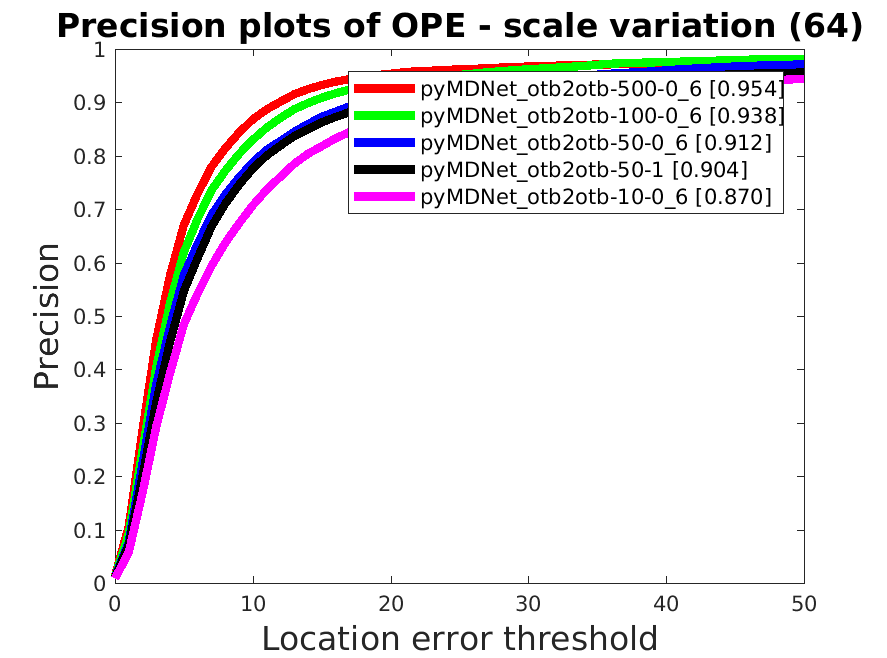 Precision plots of OPE - scale variation (64)
1
0.9
0.8
0.7
0.6
0.5
0.4
0.3
0.2
0.1
0
Precision
pyMDNet_otb2otb-500-0_6 [0.954]
pyMDNet_otb2otb-100-0_6 [0.938]
pyMDNet_otb2otb-50-0_6 [0.912]
pyMDNet_otb2otb-50-1 [0.904]
pyMDNet_otb2otb-10-0_6 [0.870]
0 10 20 30 40 50
Location error threshold